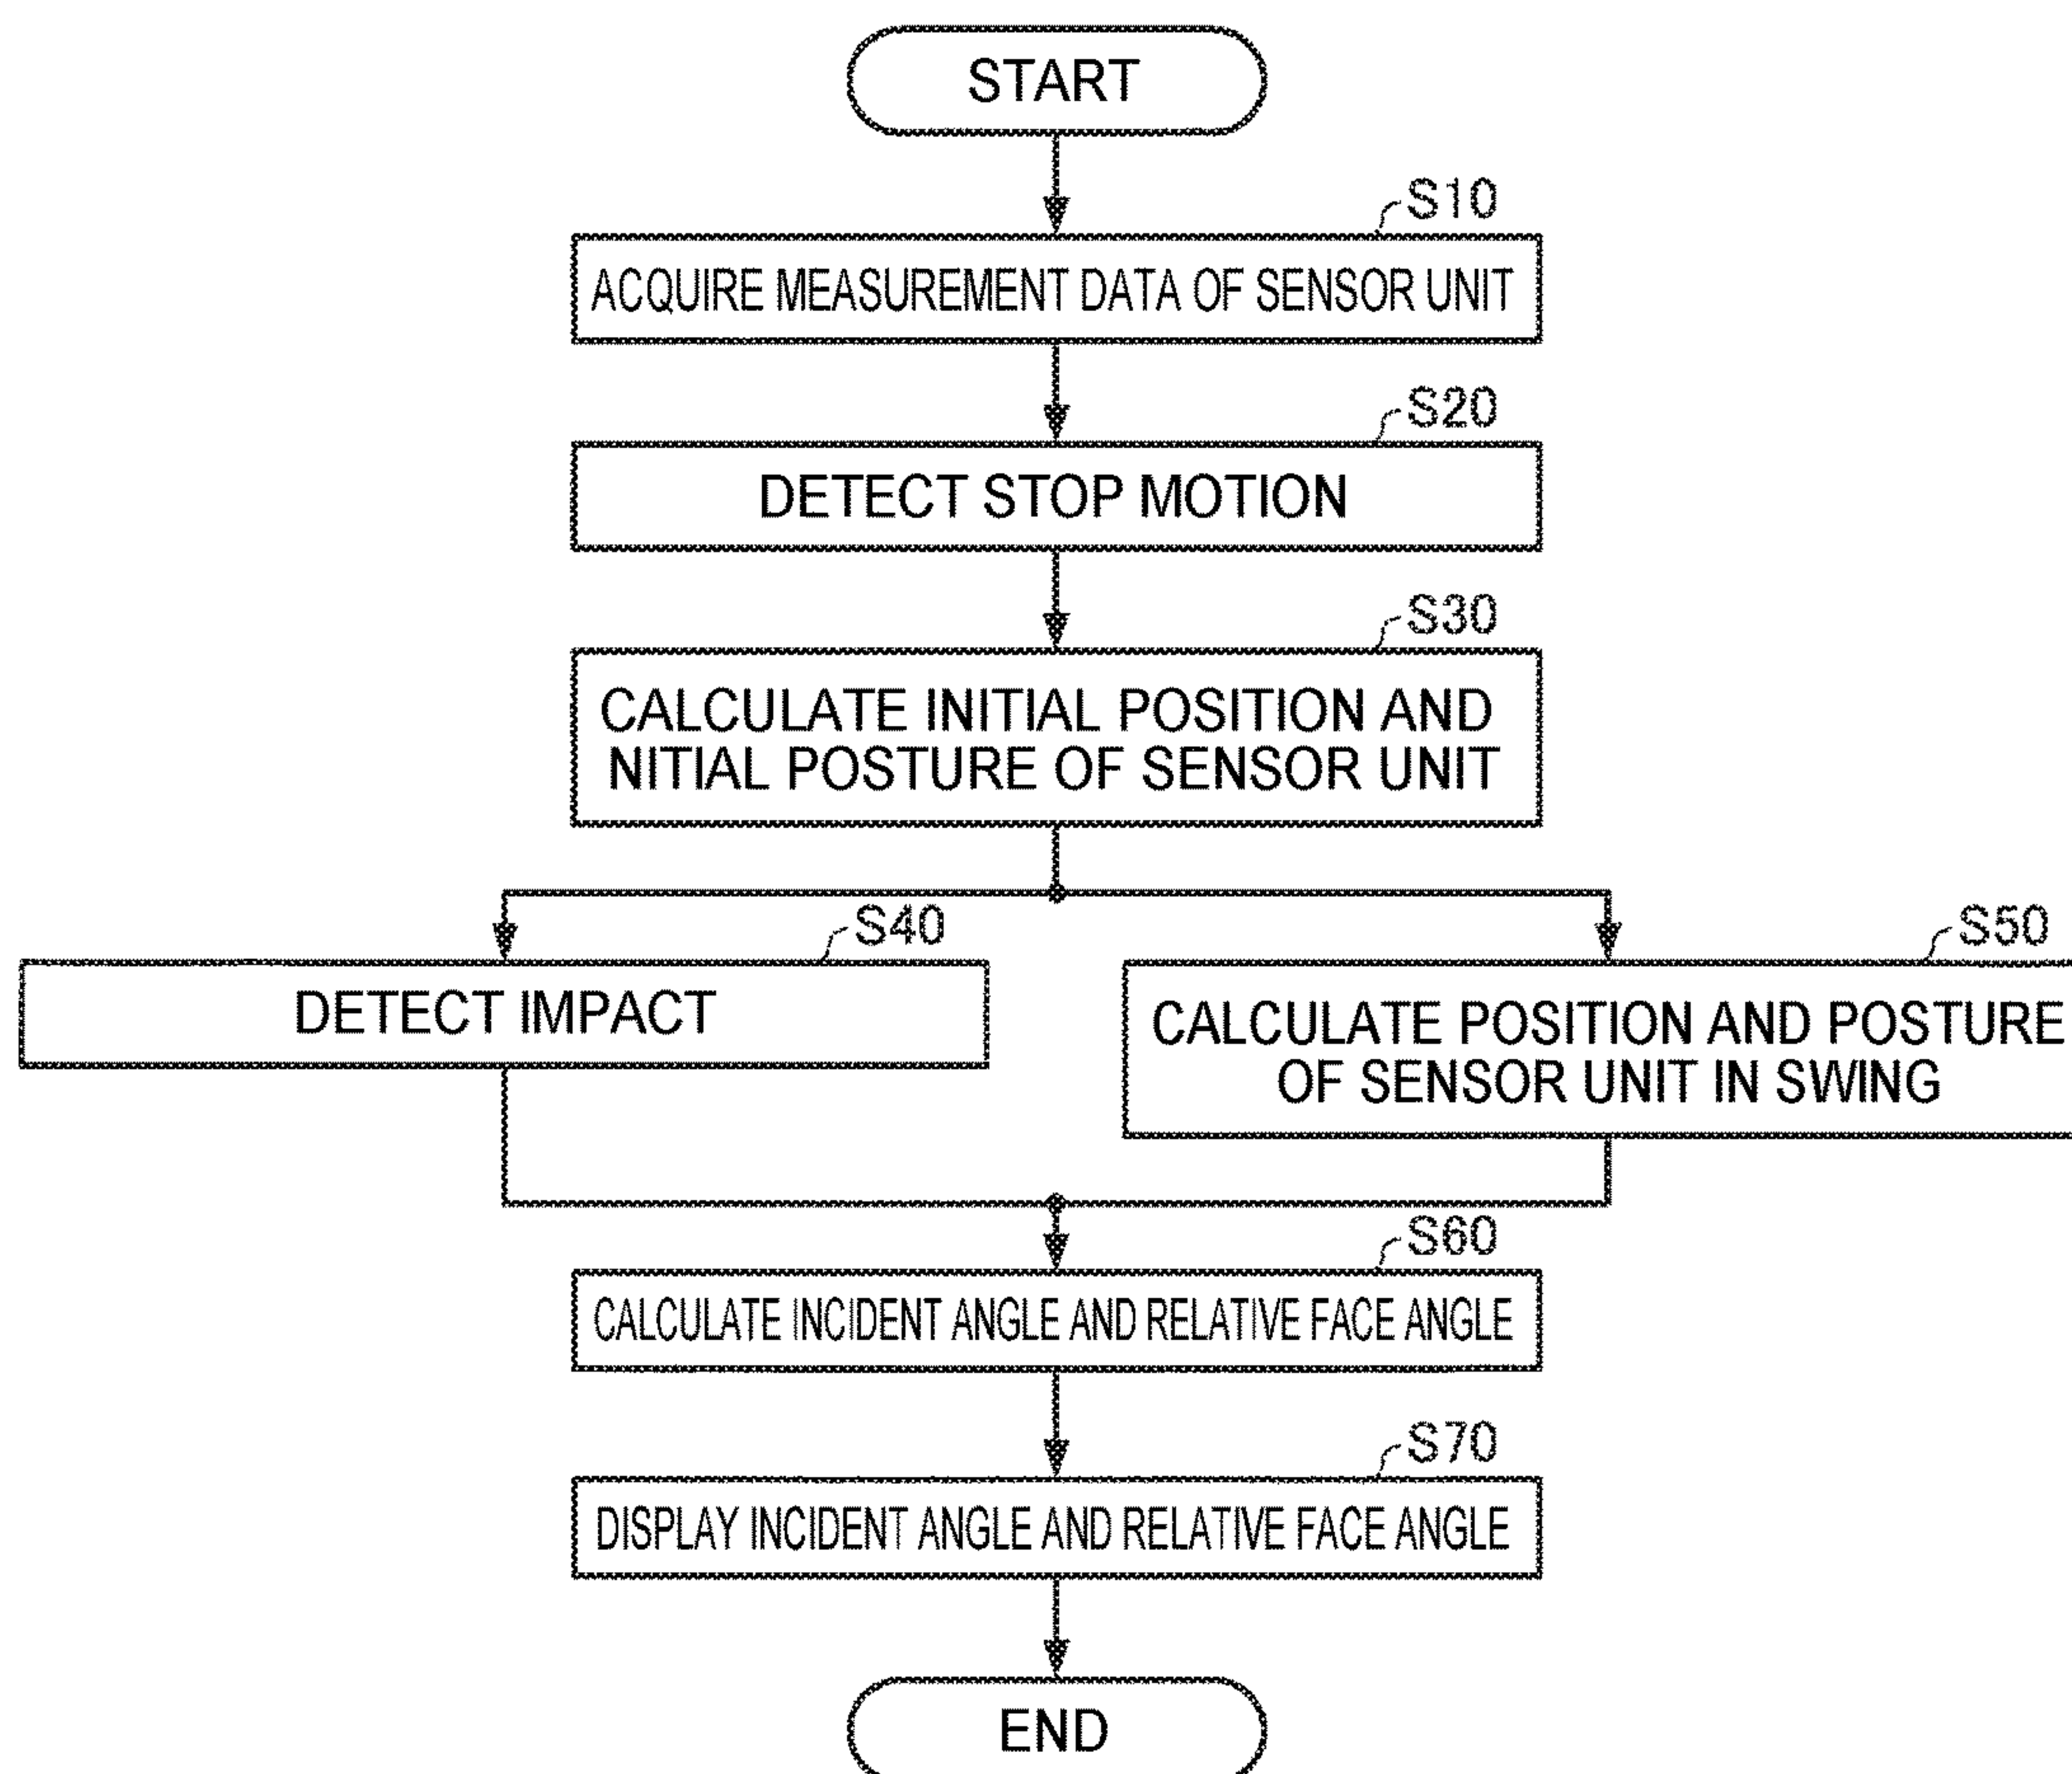 START
S10
ACQUIRE MEASUREMENT DATA OF SENSOR UNIT
S20
DETECT STOP MOTION
S30
CALCULATE INITIAL POSITION AND
NITIAL POSTURE OF SENSOR UNIT
S40
DETECT IMPACT
S50
CALCULATE POSITION AND POSTURE
OF SENSOR UNIT IN SWING
S60
CALCULATE INCIDENT ANGLE AND RELATIVE FACE ANGLE
S70
DISPLAY INCIDENT ANGLE AND RELATIVE FACE ANGLE
END